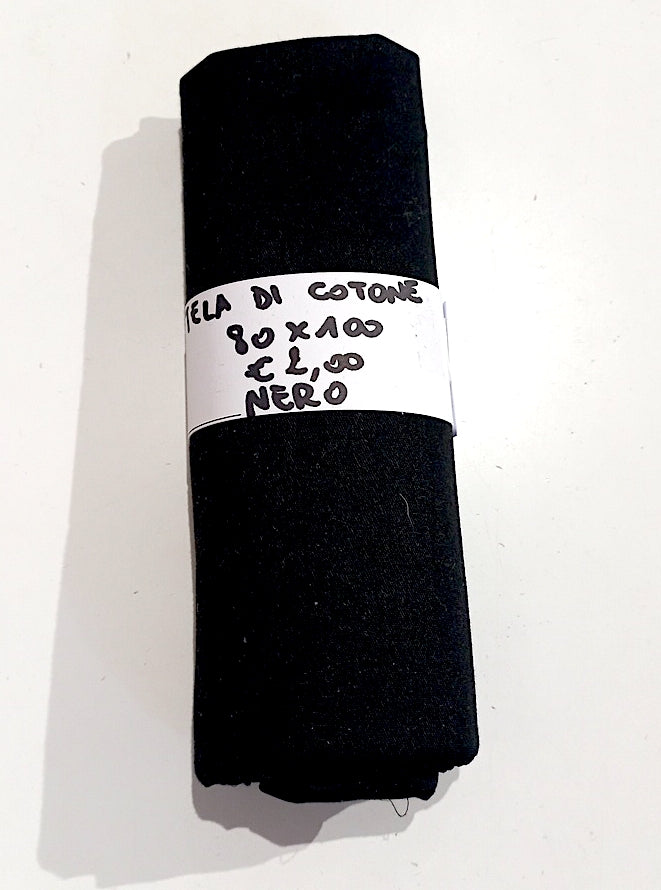 TELA DI COTONE
80 x 100
€ 2,00
NERO